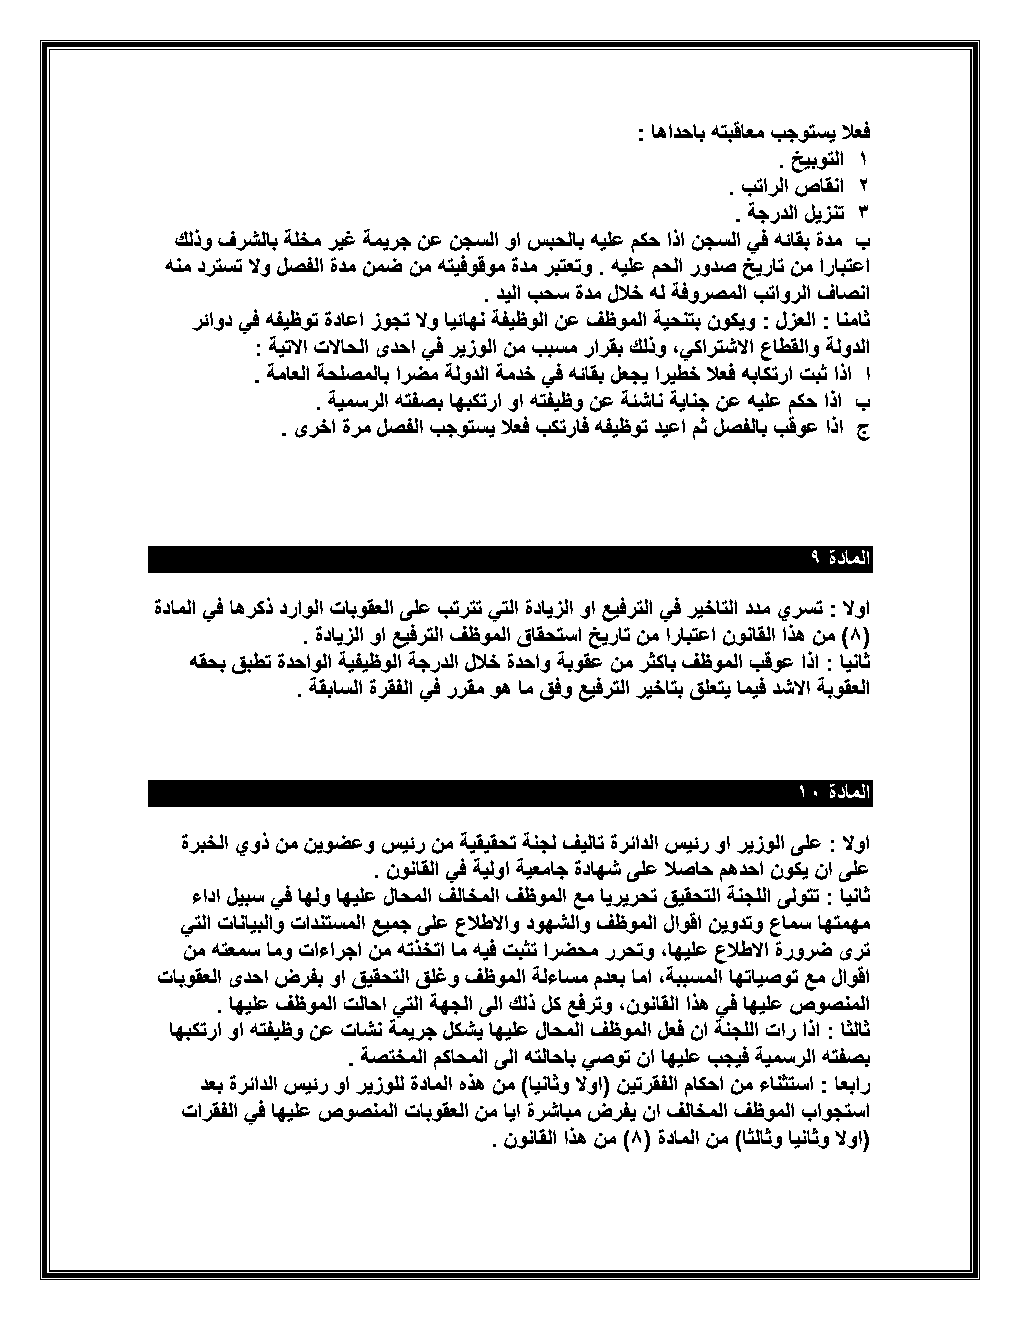 فعلا يستوجب معاقبته باحداها :
١ التوبيخ .
٢ انقاص الراتب .
٣ تنزيل الدرجة .
ب مدة بقائه في السجن اذا حكم عليه بالحبس او السجن عن جريمة غير مخلة بالشرف وذلك
اعتبارا من تاريخ صدور الحم عليه . وتعتبر مدة موقوفيته من ضمن مدة الفصل ولا تسترد منه
انصاف الرواتب المصروفة له خلال مدة سحب اليد .
ثامنا : العزل : ويكون بتنحية الموظف عن الوظيفة نهائيا ولا تجوز اعادة توظيفه في دوائر
الدولة والقطاع الاشتراكي، وذلك بقرار مسبب من الوزير في احدى الحالات الاتية :
ا اذا ثبت ارتكابه فعلا خطيرا يجعل بقائه في خدمة الدولة مضرا بالمصلحة العامة .
ب اذا حكم عليه عن جناية ناشئة عن وظيفته او ارتكبها بصفته الرسمية .
ج اذا عوقب بالفصل ثم اعيد توظيفه فارتكب فعلا يستوجب الفصل مرة اخرى .
المادة ٩
اولا : تسري مدد التاخير في الترفيع او الزيادة التي تترتب على العقوبات الوارد ذكرها في المادة
(٨) من هذا القانون اعتبارا من تاريخ استحقاق الموظف الترفيع او الزيادة .
ثانيا : اذا عوقب الموظف باكثر من عقوبة واحدة خلال الدرجة الوظيفية الواحدة تطبق بحقه
العقوبة الاشد فيما يتعلق بتاخير الترفيع وفق ما هو مقرر في الفقرة السابقة .
المادة ١٠
اولا : على الوزير او رئيس الدائرة تاليف لجنة تحقيقية من رئيس وعضوين من ذوي الخبرة
على ان يكون احدهم حاصلا على شهادة جامعية اولية في القانون .
ثانيا : تتولى اللجنة التحقيق تحريريا مع الموظف المخالف المحال عليها ولها في سبيل اداء
مهمتها سماع وتدوين اقوال الموظف والشهود والاطلاع على جميع المستندات والبيانات التي
ترى ضرورة الاطلاع عليها، وتحرر محضرا تثبت فيه ما اتخذته من اجراءات وما سمعته من
اقوال مع توصياتها المسببة، اما بعدم مساءلة الموظف وغلق التحقيق او بفرض احدى العقوبات
المنصوص عليها في هذا القانون، وترفع كل ذلك الى الجهة التي احالت الموظف عليها .
ثالثا : اذا رات اللجنة ان فعل الموظف المحال عليها يشكل جريمة نشات عن وظيفته او ارتكبها
بصفته الرسمية فيجب عليها ان توصي باحالته الى المحاكم المختصة .
رابعا : استثناء من احكام الفقرتين (اولا وثانيا) من هذه المادة للوزير او رئيس الدائرة بعد
استجواب الموظف المخالف ان يفرض مباشرة ايا من العقوبات المنصوص عليها في الفقرات
(اولا وثانيا وثالثا) من المادة (٨) من هذا القانون .